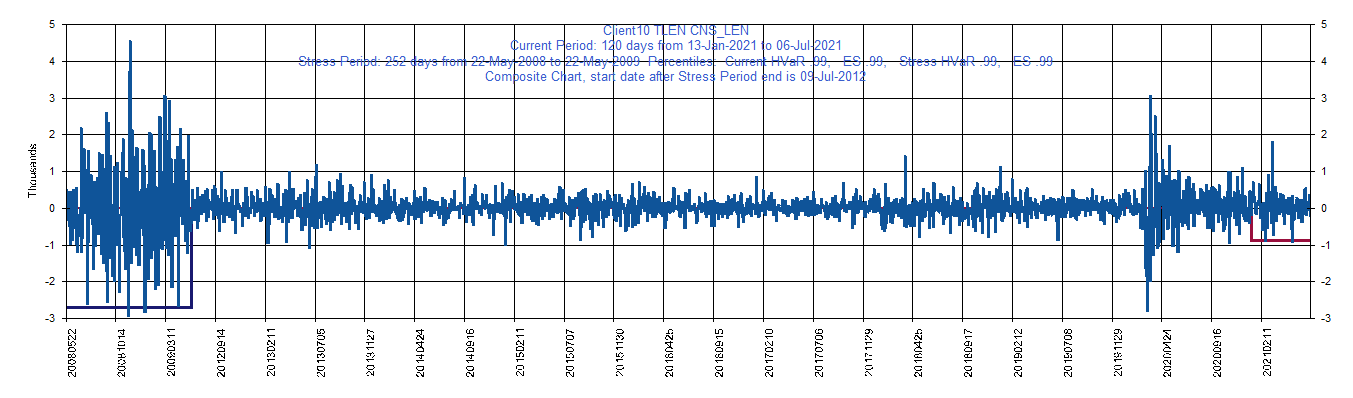 Client10 TLEN CNS_LEN
Current Period: 120 days from 13-Jan-2021 to 06-Jul-2021
Stress Period: 252 days from 22-May-2008 to 22-May-2009 Percentiles: Current HVaR .99, ES .99, Stress HVaR .99, ES .99
Composite Chart, start date after Stress Period end is 09-Jul-2012
Thousands
5 5
4 4
3 3
2 2
1 1
0 0
-1 -1
-2 -2
-3 -3
20080522 20081014 20090311 20120914 20130211 20130705 20131127 20140424 20140916 20150211 20150707 20151130 20160425 20160915 20170210 20170706 20171129 20180425 20180917 20190212 20190708 20191129 20200424 20200916 20210211